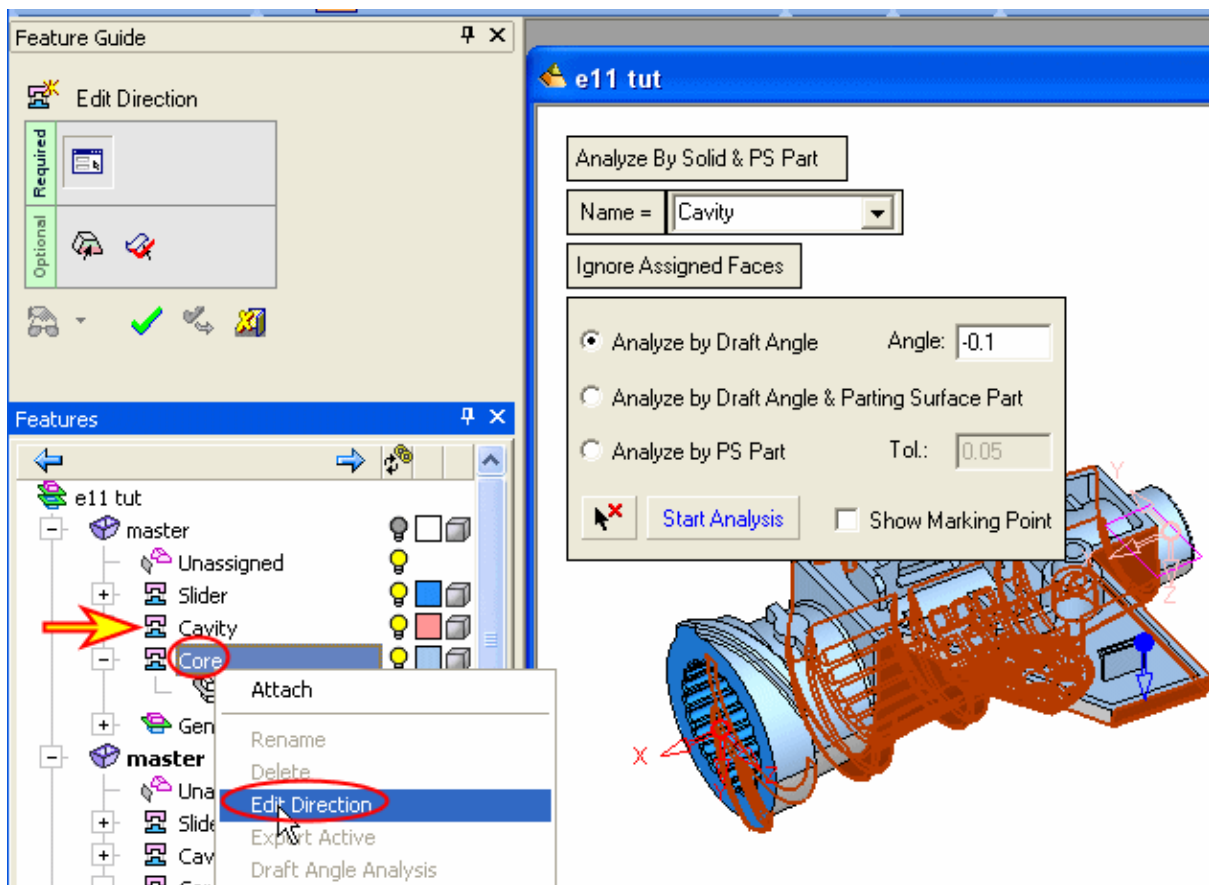 Feature Guide
Edit Direction
Required
Optional
Features
e11 tut
master
Unassigned
Slider
Cavity
Core
Gen
master
Una
Slide
Cav
Attach
Rename
Delete
Edit Direction
Export Active
Draft Angle Analysis
e11 tut
Analyze By Solid & PS Part
Name = Cavity
Ignore Assigned Faces
Analyze by Draft Angle Angle: -0.1
Analyze by Draft Angle & Parting Surface Part
Analyze by PS Part Tol.: 0.05
Start Analysis Show Marking Point
Y
Z
X